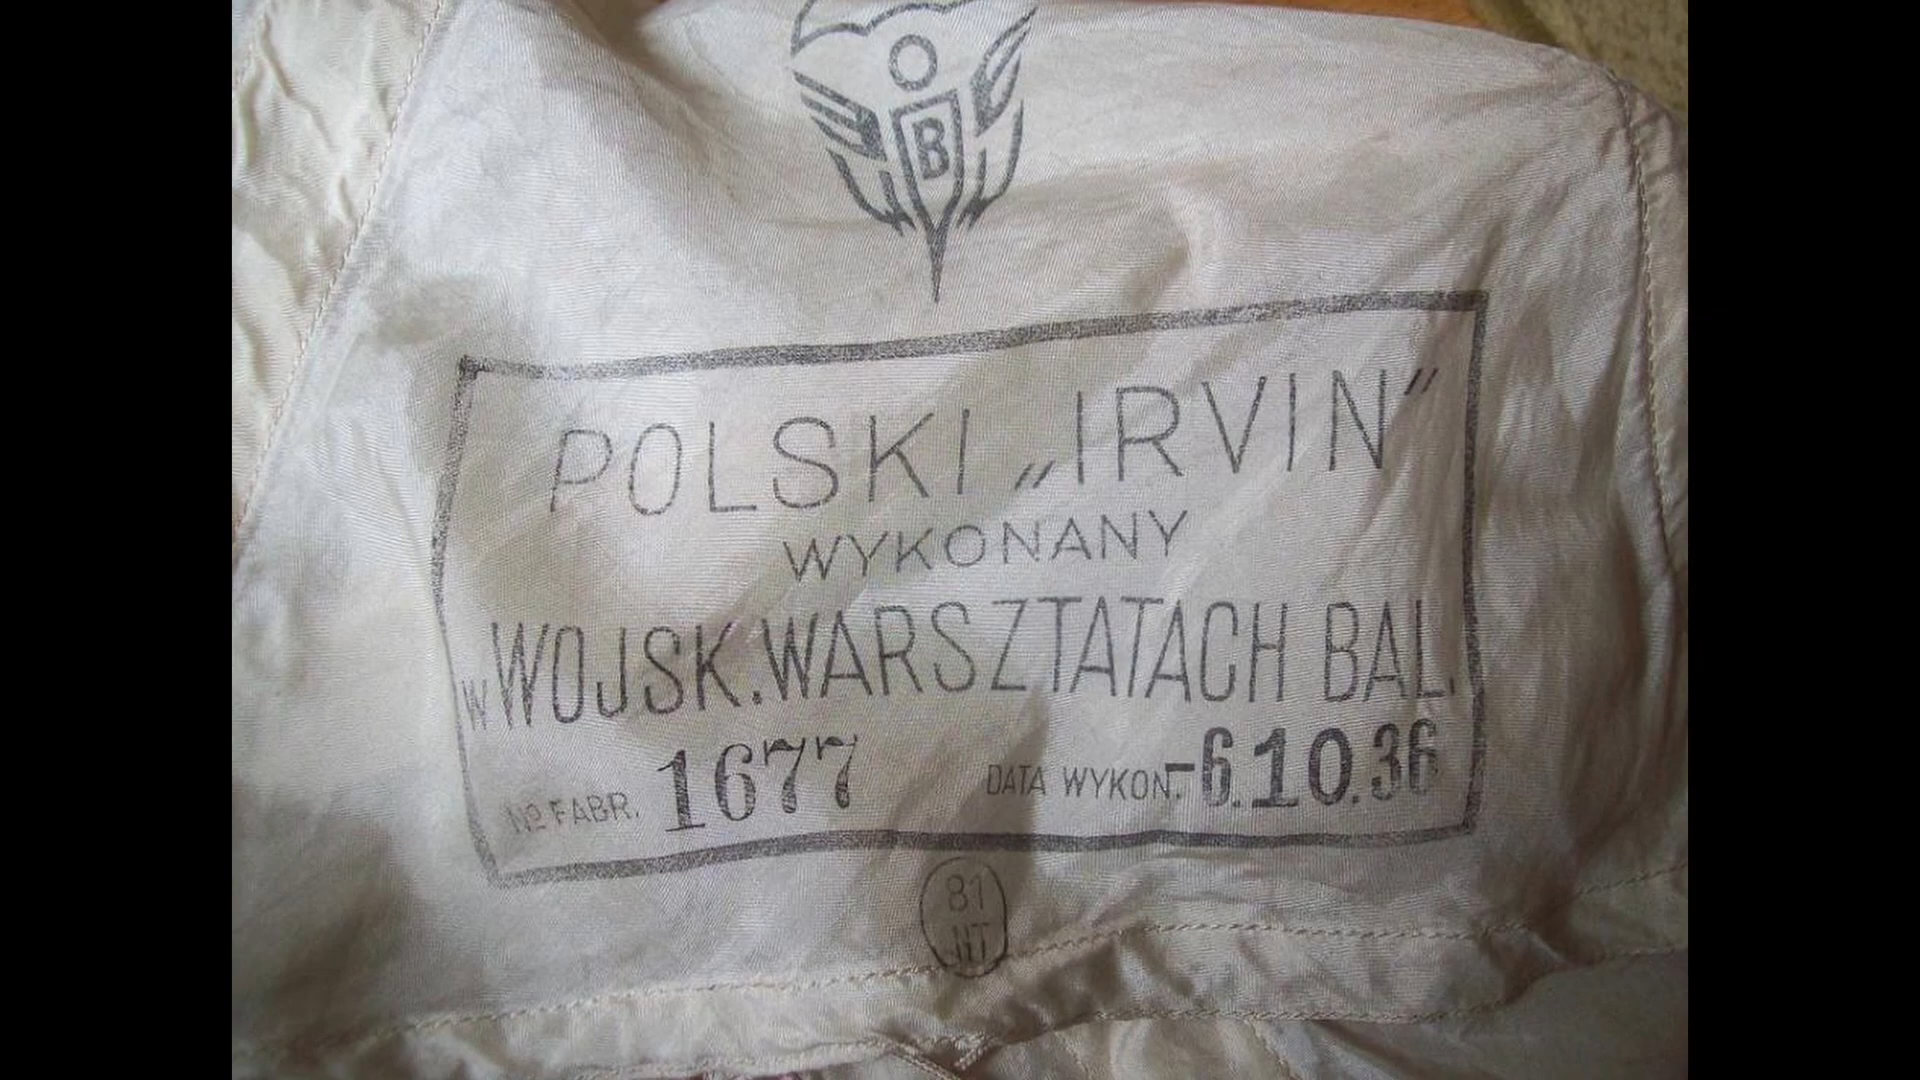 B
POLSKI „IRVIN”
WYKONANY
w WOJSK. WARSZTATACH BAL.
№ FABR. 1677 DATA WYKON. -6.10.36
81
NT